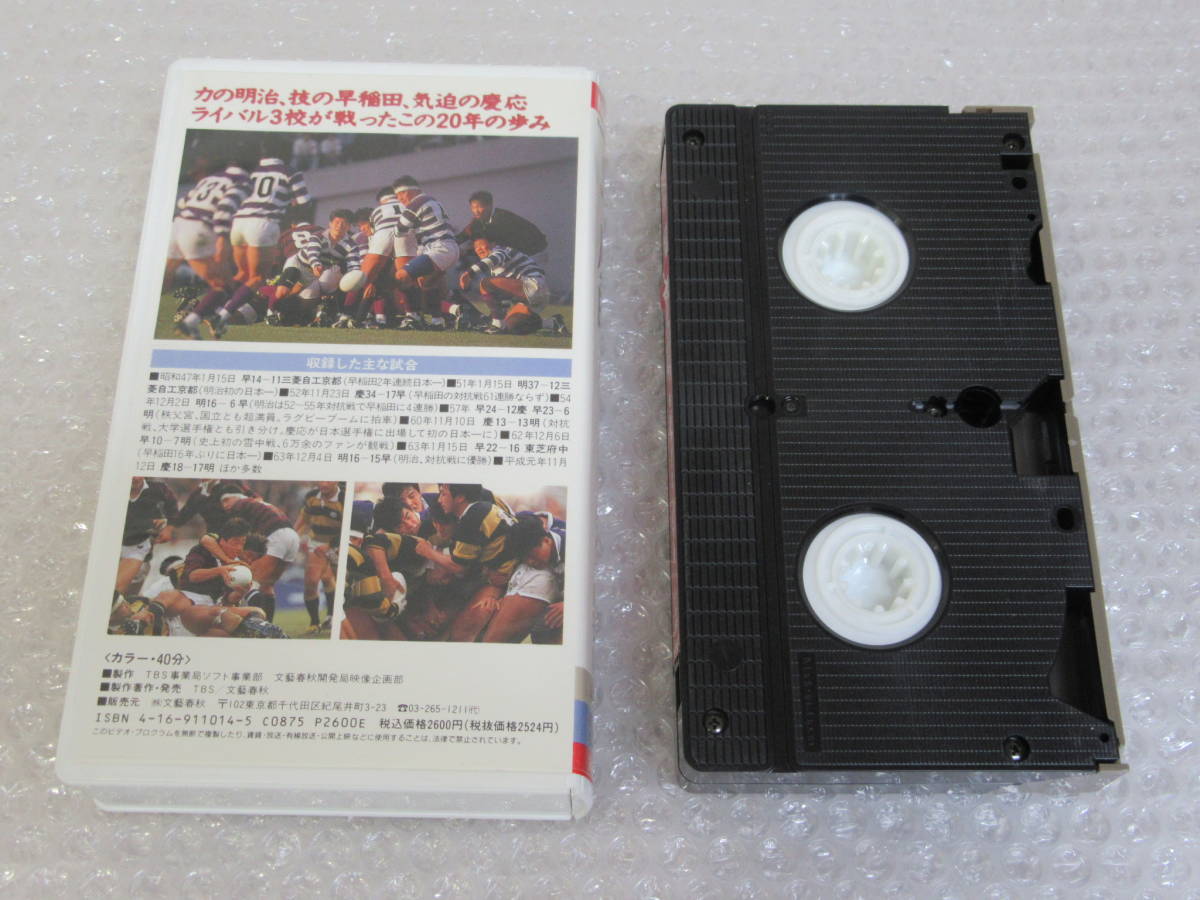 力の明治、技の早稲田、気迫の慶応
ライバル3校が戦ったこの20年の歩み
収録した主な試合
■昭和47年1月15日 早14−11三菱自工京都(早稲田2年連続日本一)■51年1月15日 明37−12三
菱自工京都(明治初の日本一)■52年11月23日 慶34−17早(早稲田の対抗戦61連勝ならず)■54
年12月2日 明16−6早(明治は52〜55年対抗戦で早稲田に4連勝)■57年 早24−12慶 早23−6
明(秩父宮、国立とも超満員。ラグビーブームに拍車)■60年11月10日 慶13−13明(対抗
戦、大学選手権とも引き分け。慶応が日本選手権に出場して初の日本一に)■62年12月6日
早10−7明(史上初の雪中戦、6万余のファンが観戦)■63年1月15日 早22−16 東芝府中
(早稲田16年ぶりに日本一)■63年12月4日 明16−15早(明治、対抗戦に優勝)■平成元年11月
12日 慶18−17明 ほか多数
〈カラー・40分〉
■製作 TBS事業局ソフト事業部 文藝春秋開発局映像企画部
■製作著作・発売 TBS/文藝春秋
■販売元 ㈱文藝春秋 〒102東京都千代田区紀尾井町3-23 ☎03-265-1211㈹
ISBN 4-16-911014-5 C0875 P2600E 税込価格2600円(税抜価格2524円)
このビデオ・プログラムを無断で複製したり、賃貸・放送・有線放送・公開上映などに使用することは、法律で禁止されています。